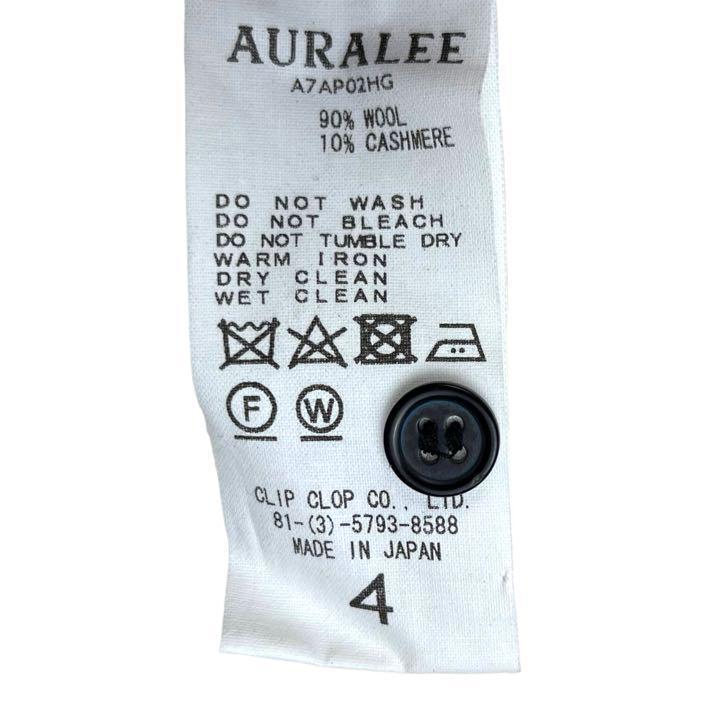 AURALEE
A7AP02HG
90% WOOL
10% CASHMERE
DO NOT WASH
DO NOT BLEACH
DO NOT TUMBLE DRY
WARM IRON
DRY CLEAN
WET CLEAN
F W
CLIP CLOP CO., LTD.
81-(3)-5793-8588
MADE IN JAPAN
4